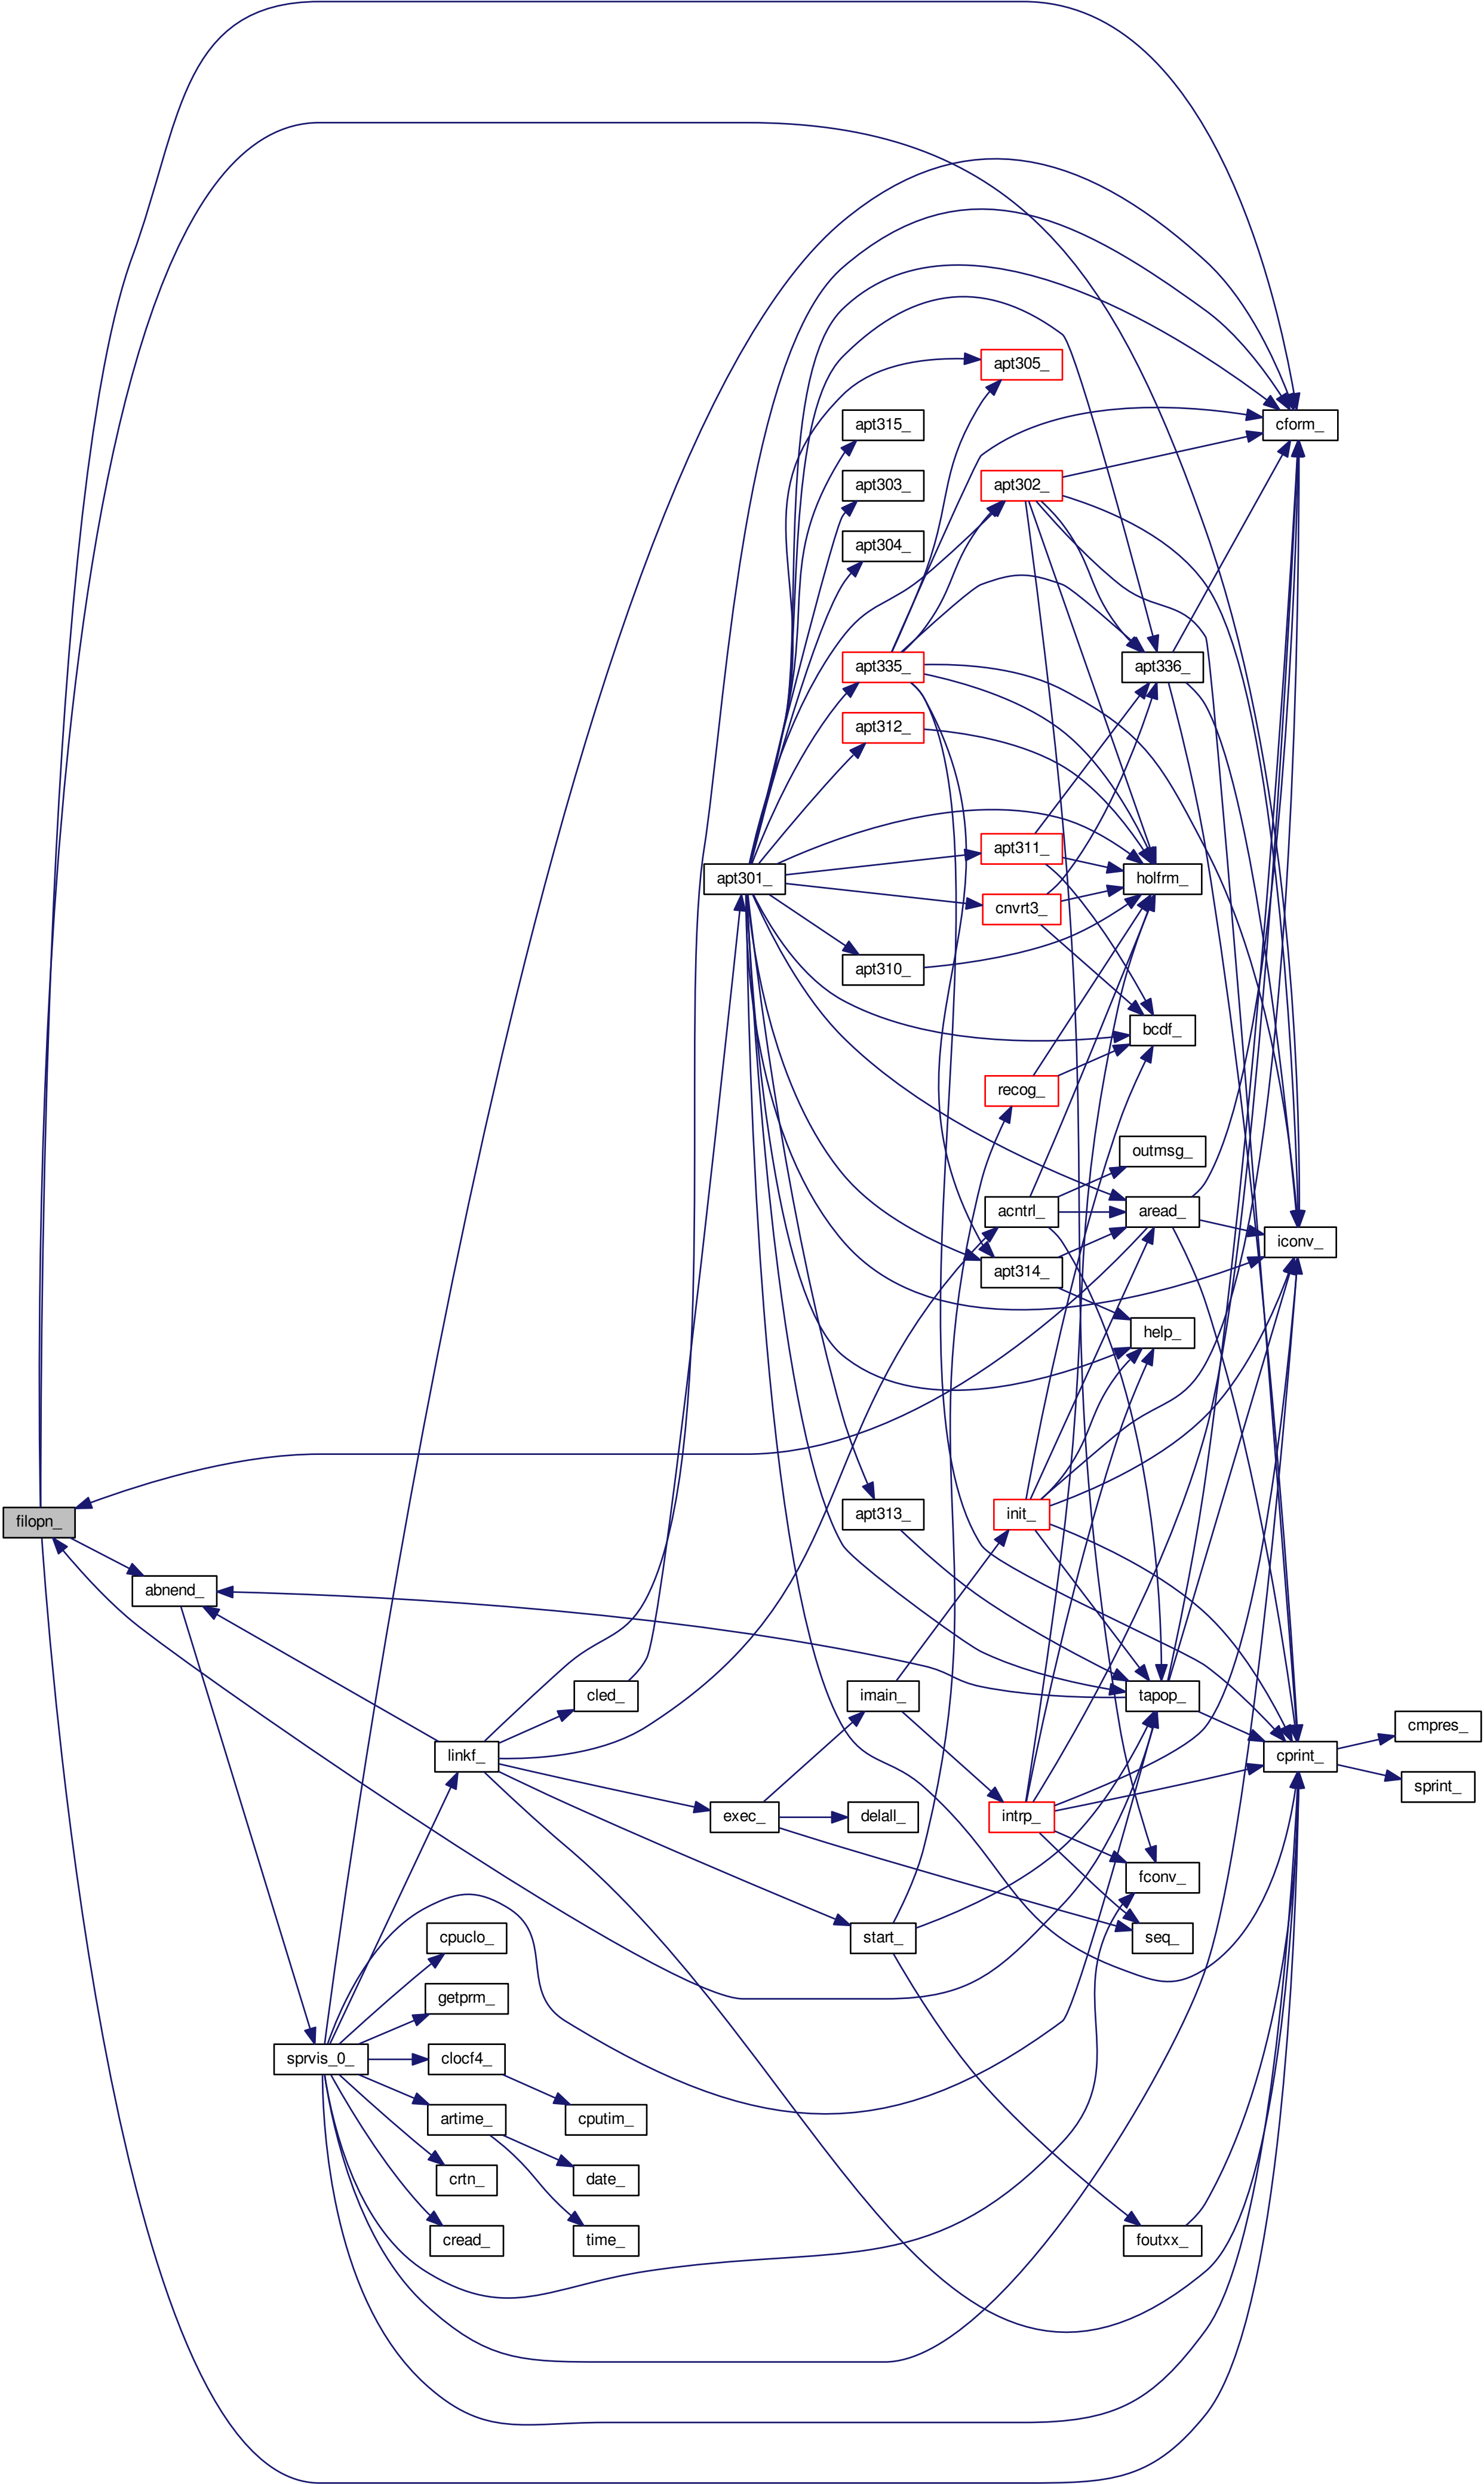 apt305_
apt315_
cform_
apt303_
apt302_
apt304_
apt335_
apt336_
apt312_
apt311_
apt301_
holfrm_
cnvrt3_
apt310_
bcdf_
recog_
outmsg_
acntrl_
aread_
iconv_
apt314_
help_
filopn_
apt313_
init_
abnend_
cled_
imain_
tapop_
cmpres_
linkf_
cprint_
sprint_
exec_
delall_
intrp_
fconv_
cpuclo_
start_
seq_
getprm_
sprvis_0_
clocf4_
artime_
cputim_
crtn_
date_
cread_
time_
foutxx_